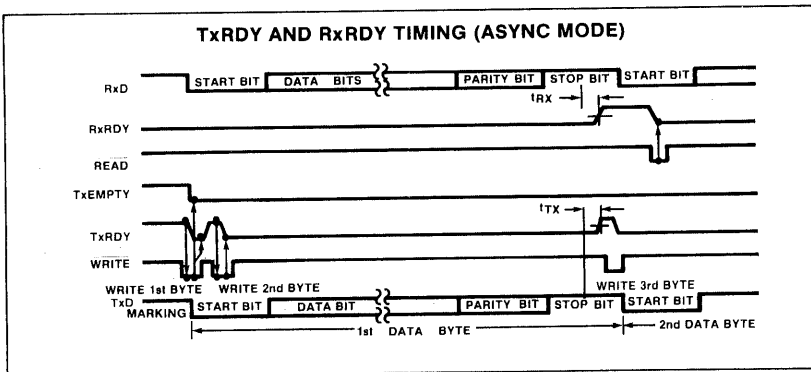 TxRDY AND RxRDY TIMING (ASYNC MODE)
RxD START BIT DATA BITS PARITY BIT STOP BIT START BIT
tRX
RxRDY
READ
TxEMPTY
tTX
TxRDY
WRITE
WRITE 1st BYTE WRITE 2nd BYTE WRITE 3rd BYTE
TxD
MARKING START BIT DATA BIT PARITY BIT STOP BIT START BIT
1st DATA BYTE 2nd DATA BYTE